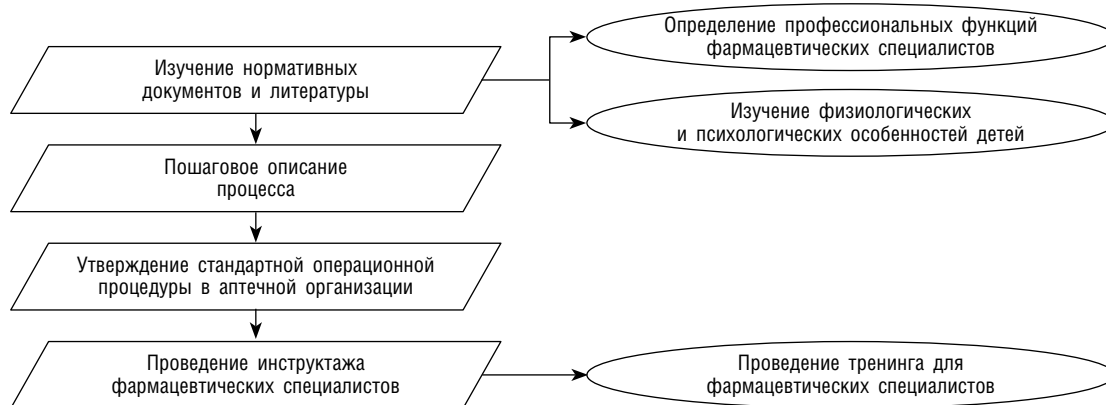 Определение профессиональных функций
фармацевтических специалистов
Изучение нормативных
документов и литературы
Изучение физиологических
и психологических особенностей детей
Пошаговое описание
процесса
Утверждение стандартной операционной
процедуры в аптечной организации
Проведение инструктажа
фармацевтических специалистов
Проведение тренинга для
фармацевтических специалистов